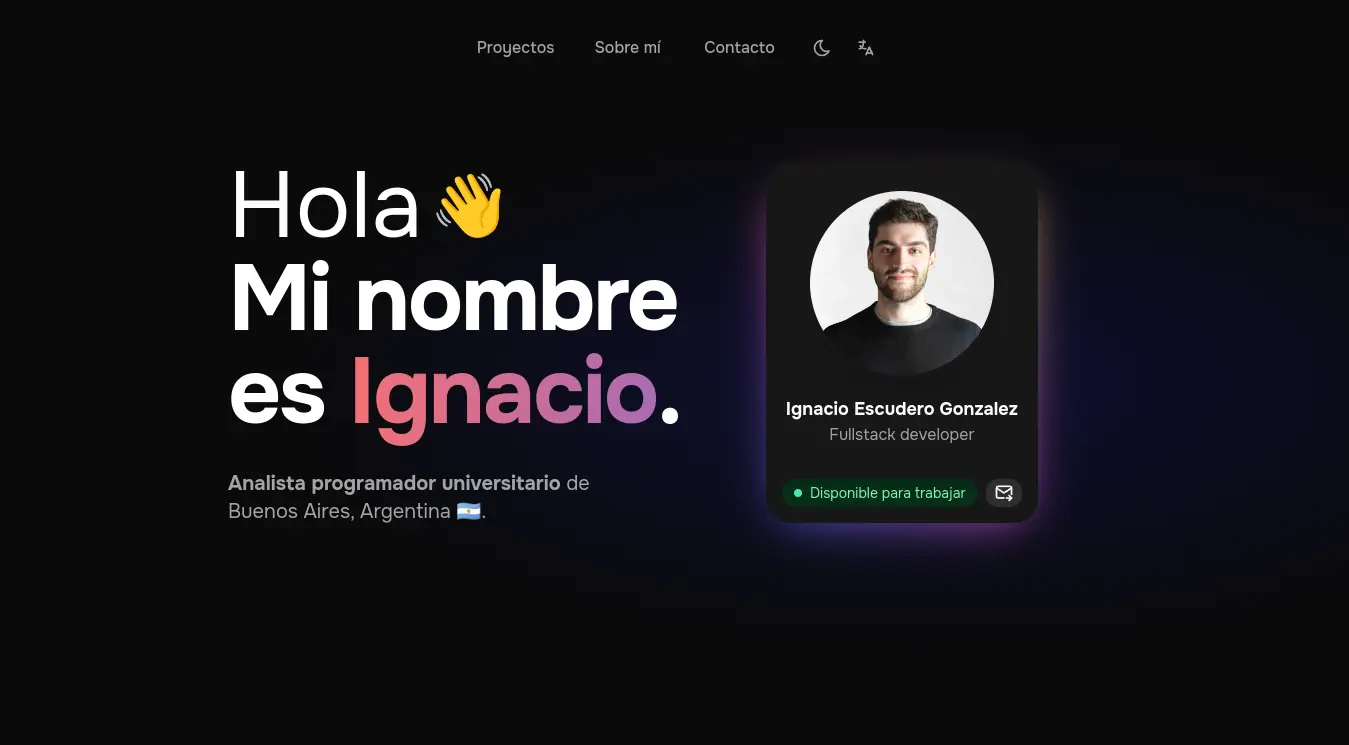 Proyectos Sobre mí Contacto
Hola 👋
Mi nombre
es Ignacio.
Analista programador universitario de
Buenos Aires, Argentina 🇦🇷.
Ignacio Escudero Gonzalez
Fullstack developer
Disponible para trabajar